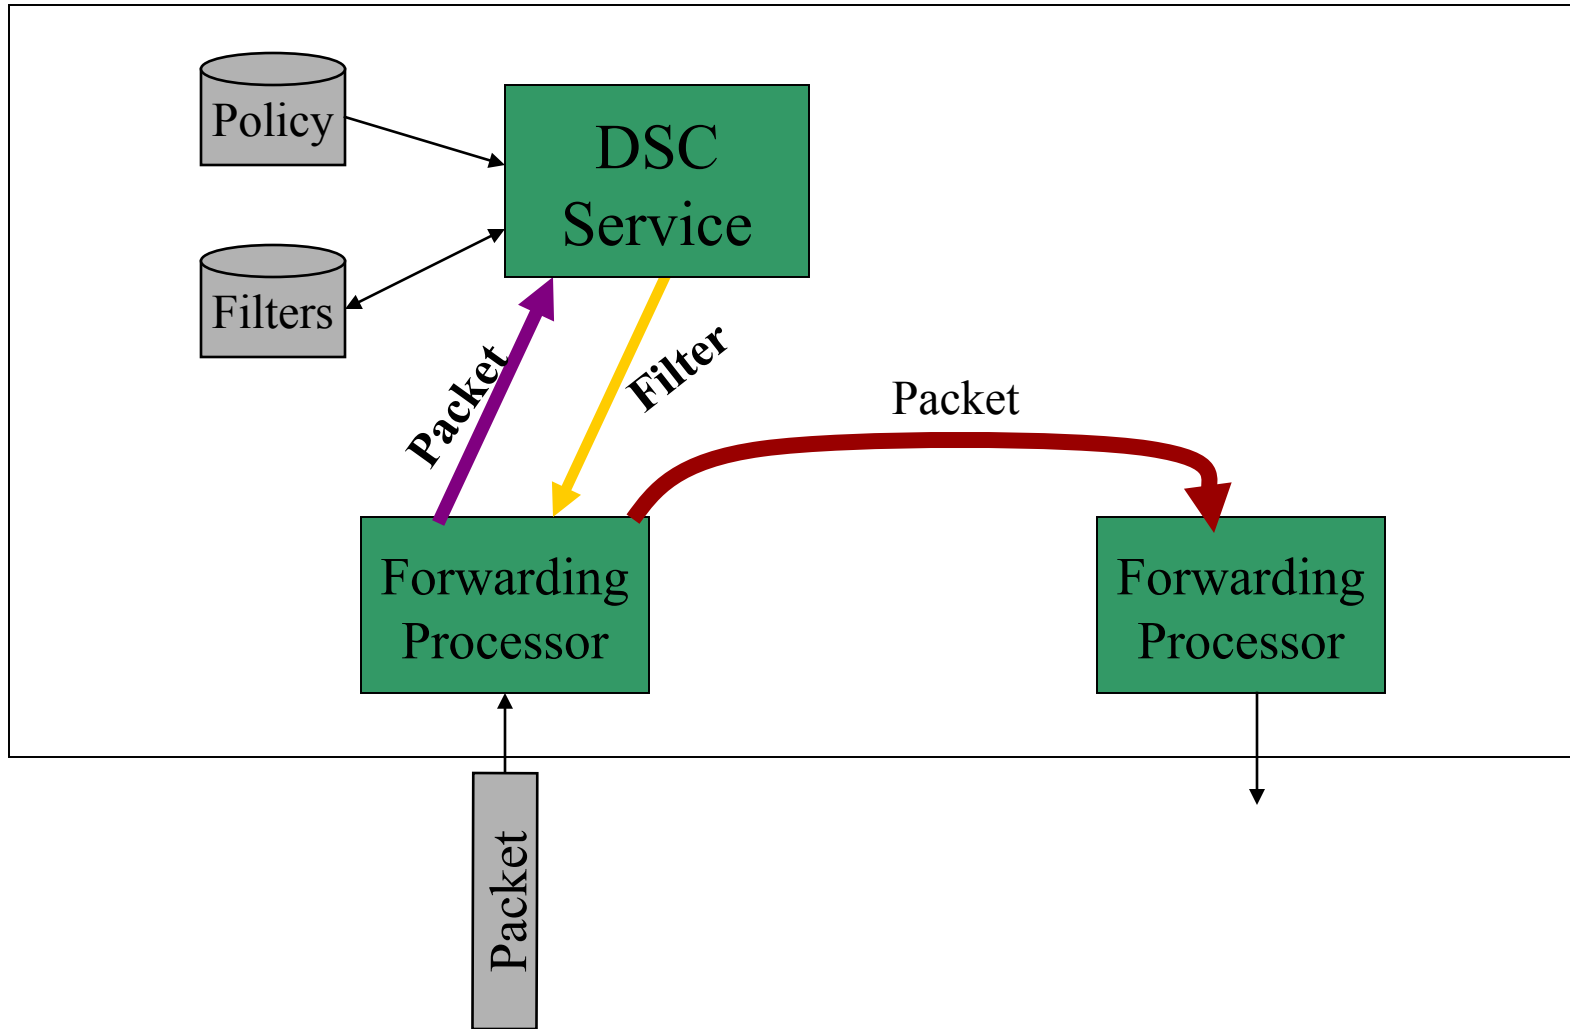 Policy
DSC
Service
Filters
Packet
Filter
Packet
Forwarding
Processor
Forwarding
Processor
Packet